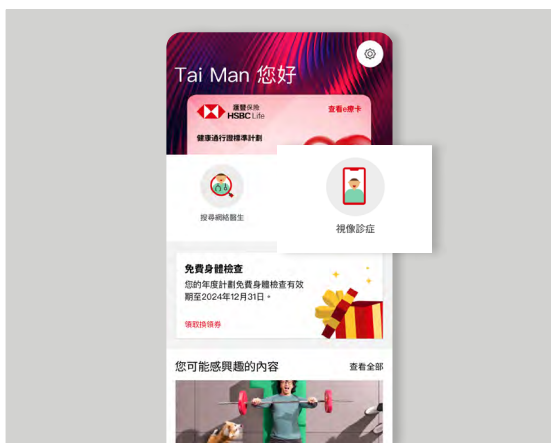 Tai Man 您好
滙豐保險
HSBC Life
查看e療卡
健康通行證標準計劃
搜尋網絡醫生
視像診症
免費身體檢查
您的年度計劃免費身體檢查有效
期至2024年12月31日。
領取換領券
您可能感興趣的內容
查看全部